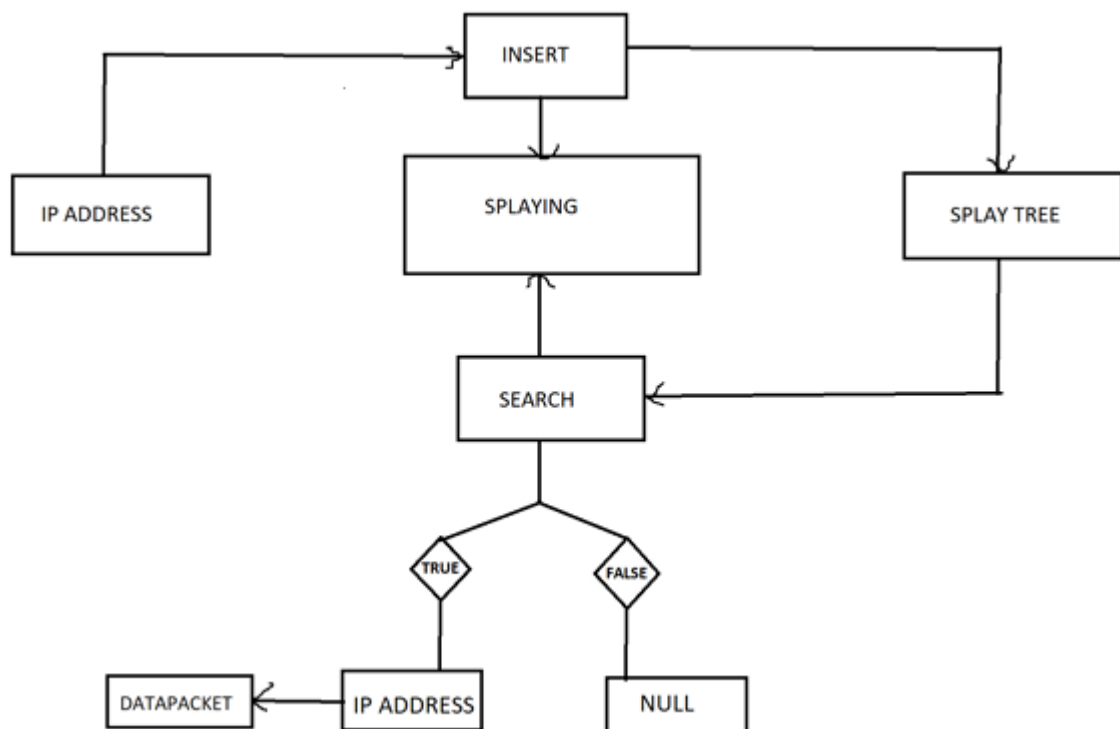 INSERT
IP ADDRESS
SPLAYING
SPLAY TREE
SEARCH
TRUE
FALSE
DATAPACKET
IP ADDRESS
NULL